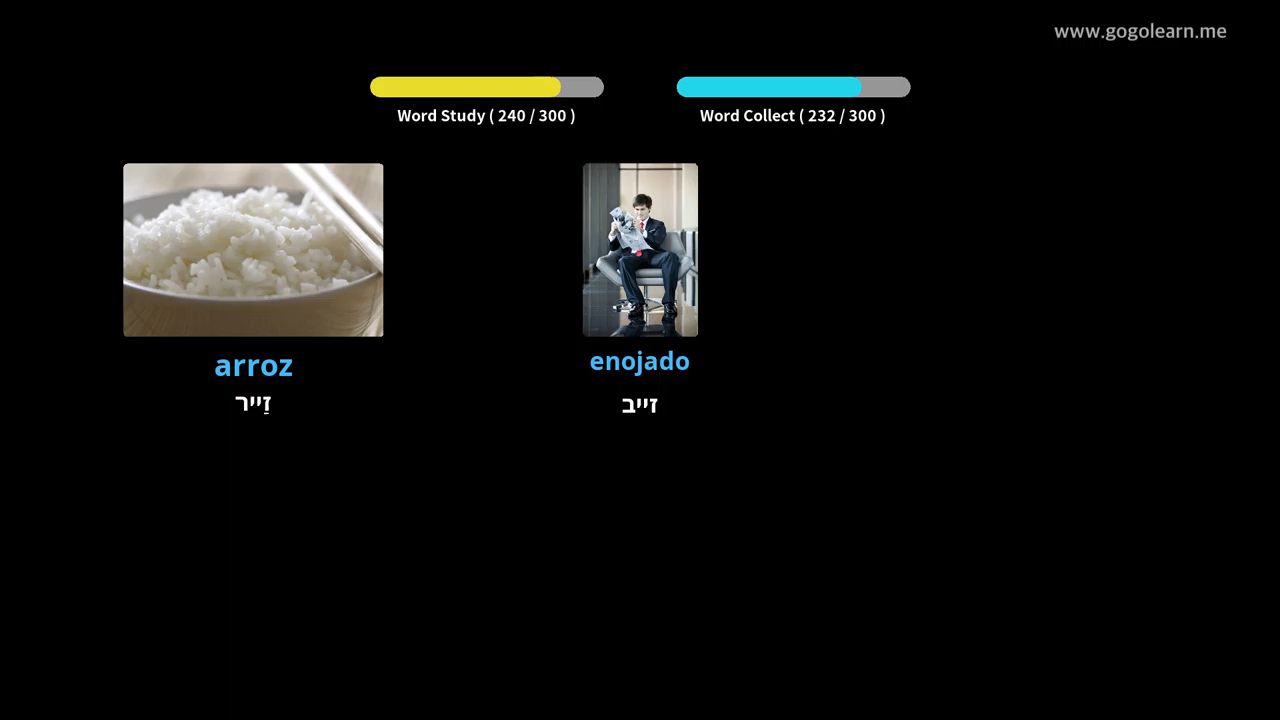 www.gogolearn.me
Word Study ( 240 / 300 )
Word Collect ( 232 / 300 )
arroz
זַייר
enojado
זייב